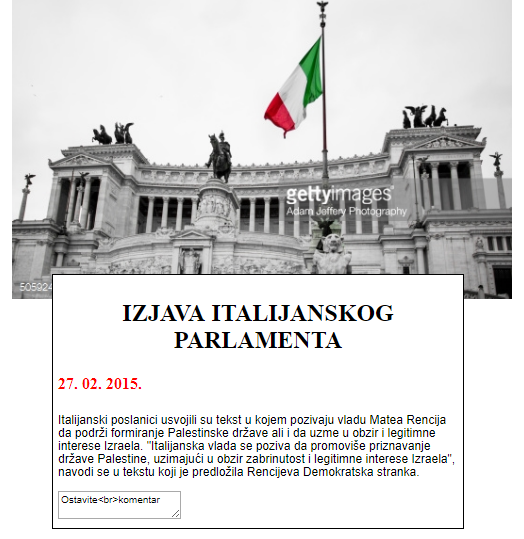 gettyimages
Adam Jeffery Photography
505924
IZJAVA ITALIJANSKOG
PARLAMENTA
27. 02. 2015.
Italijanski poslanici usvojili su tekst u kojem pozivaju vladu Matea Rencija
da podrži formiranje Palestinske države ali i da uzme u obzir i legitimne
interese Izraela. "Italijanska vlada se poziva da promoviše priznavanje
države Palestine, uzimajući u obzir zabrinutost i legitimne interese Izraela",
navodi se u tekstu koji je predložila Rencijeva Demokratska stranka.
Ostavite<br>komentar